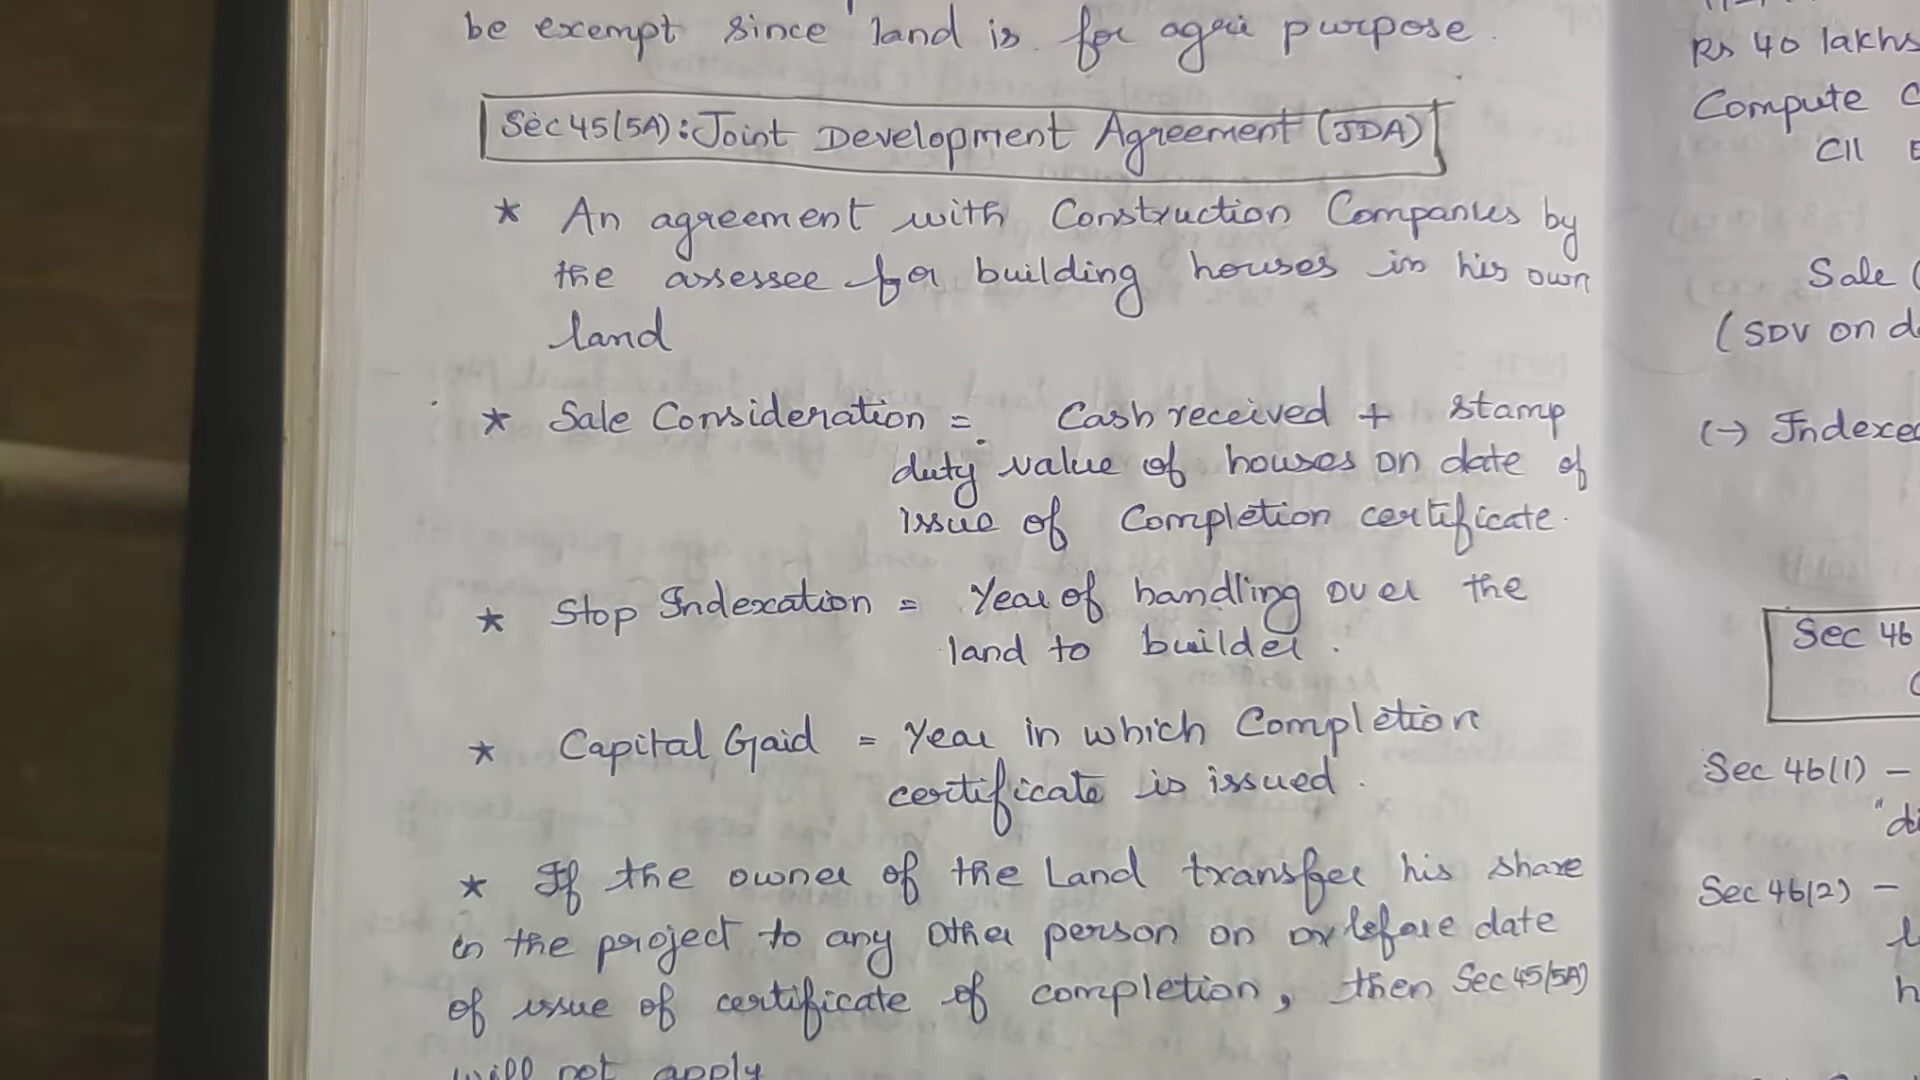 be exempt since land is for agri purpose.
Sec 45(5A): Joint Development Agreement (JDA)
* An agreement with Construction Companies by
the assessee for building houses in his own
land
* Sale Consideration = Cash received + stamp
duty value of houses on date of
issue of Completion certificate.
* Stop Indexation = Year of handling over the
land to builder.
* Capital Gaid = Year in which Completion
certificate is issued.
* If the owner of the Land transfer his share
in the project to any other person on or before date
of issue of certificate of completion, then Sec 45(5A)
will not apply
Rs 40 lakhs
Compute
CII
Sale
(SDV on d
(-) Indexed
Sec 46
Sec 46(1) -
"di
Sec 46(2) -
h